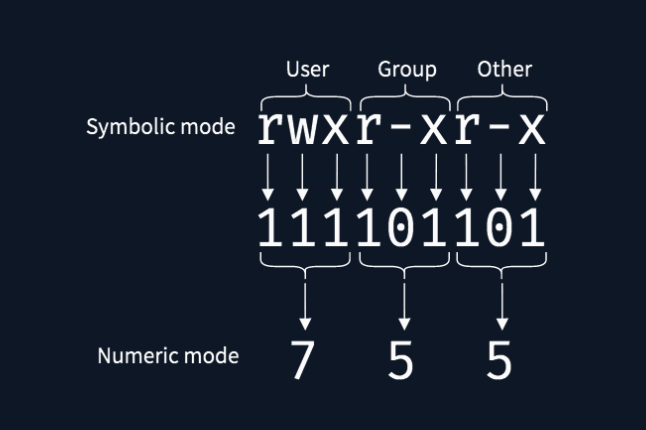 User Group Other
Symbolic mode rwxr-xr-x
111101101
Numeric mode 7 5 5